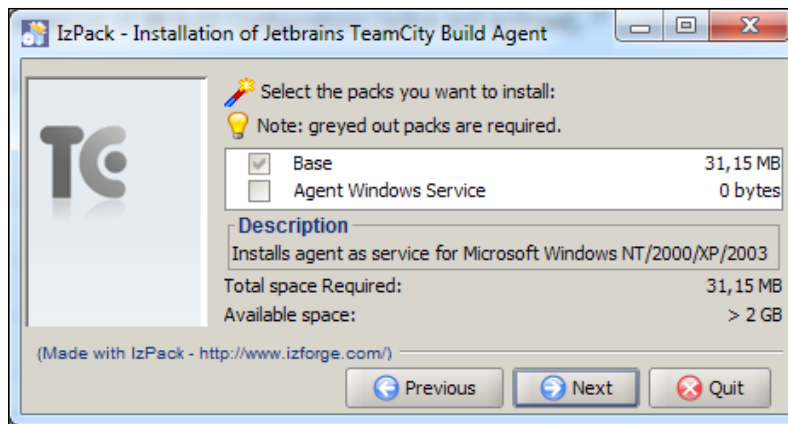 IzPack - Installation of Jetbrains TeamCity Build Agent
TC
Select the packs you want to install:
Note: greyed out packs are required.
Base 31,15 MB
Agent Windows Service 0 bytes
Description
Installs agent as service for Microsoft Windows NT/2000/XP/2003
Total space Required: 31,15 MB
Available space: > 2 GB
(Made with IzPack - http://www.izforge.com/)
Previous Next Quit